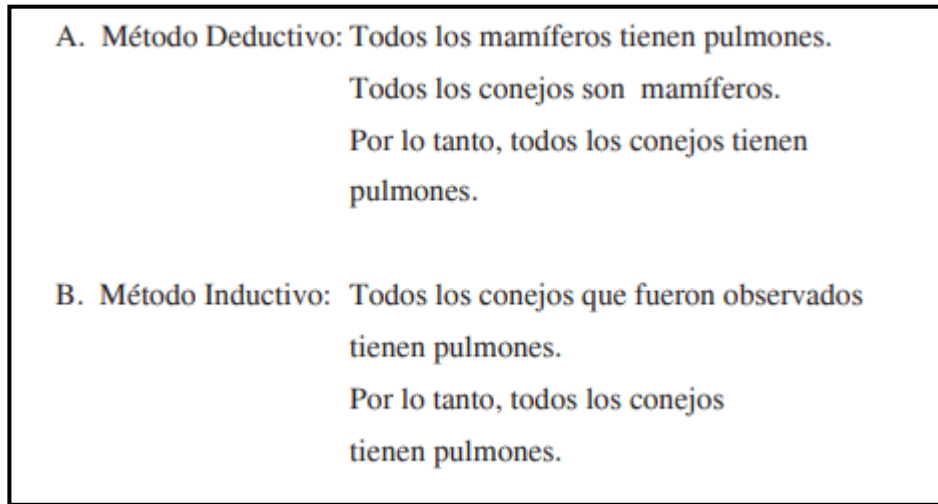 A. Método Deductivo: Todos los mamíferos tienen pulmones.
Todos los conejos son mamíferos.
Por lo tanto, todos los conejos tienen
pulmones.
B. Método Inductivo: Todos los conejos que fueron observados
tienen pulmones.
Por lo tanto, todos los conejos
tienen pulmones.